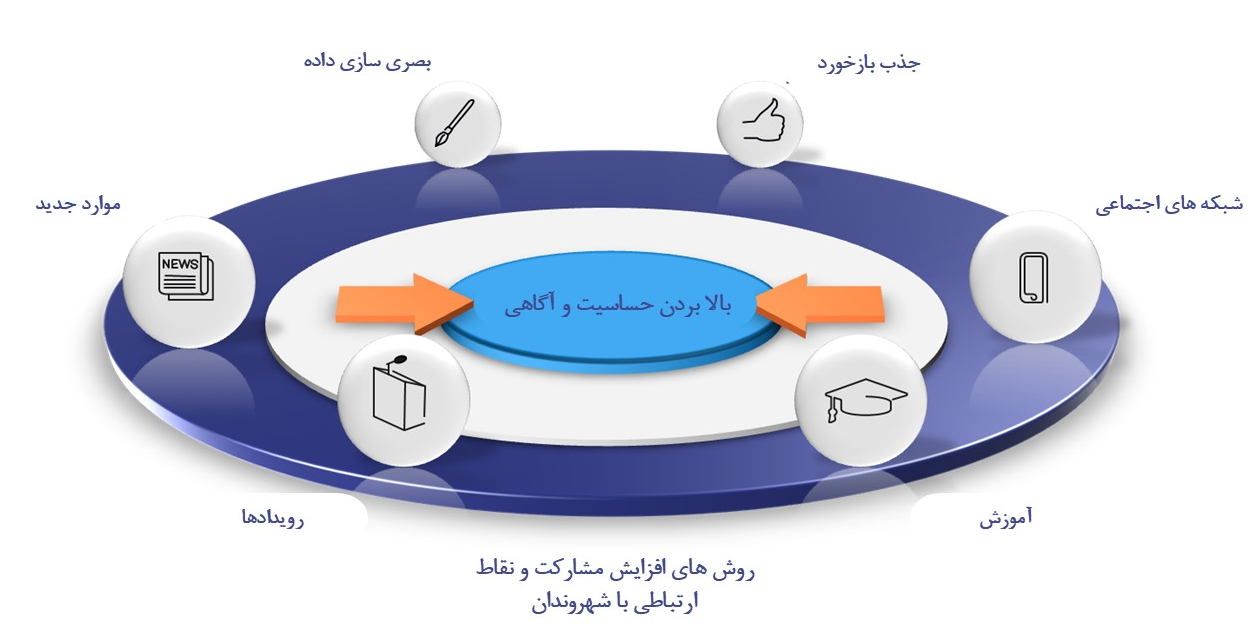 جذب بازخورد
بصری سازی داده
شبکه های اجتماعی
موارد جدید
NEWS
بالا بردن حساسیت و آگاهی
آموزش
رویدادها
روش های افزایش مشارکت و نقاط
ارتباطی با شهروندان